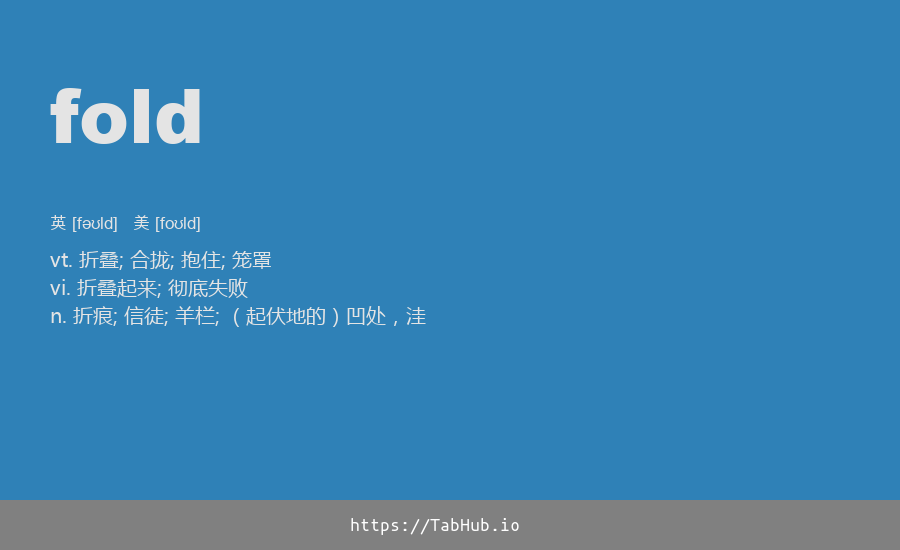 fold
英 [fəʊld] 美 [foʊld]
vt. 折叠; 合拢; 抱住; 笼罩
vi. 折叠起来; 彻底失败
n. 折痕; 信徒; 羊栏; （起伏地的）凹处，洼
https://TabHub.io